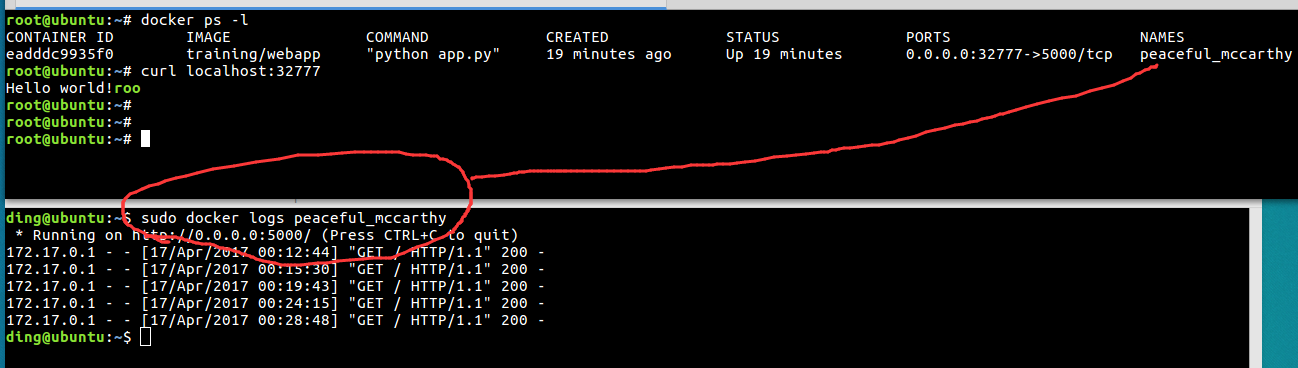 root@ubuntu:~# docker ps -l
CONTAINER ID        IMAGE               COMMAND             CREATED             STATUS              PORTS                     NAMES
eadddc9935f0        training/webapp     "python app.py"     19 minutes ago      Up 19 minutes       0.0.0.0:32777->5000/tcp   peaceful_mccarthy
root@ubuntu:~# curl localhost:32777
Hello world!roo
root@ubuntu:~#
root@ubuntu:~#
root@ubuntu:~#
ding@ubuntu:~$ sudo docker logs peaceful_mccarthy
 * Running on http://0.0.0.0:5000/ (Press CTRL+C to quit)
172.17.0.1 - - [17/Apr/2017 00:12:44] "GET / HTTP/1.1" 200 -
172.17.0.1 - - [17/Apr/2017 00:15:30] "GET / HTTP/1.1" 200 -
172.17.0.1 - - [17/Apr/2017 00:19:43] "GET / HTTP/1.1" 200 -
172.17.0.1 - - [17/Apr/2017 00:24:15] "GET / HTTP/1.1" 200 -
172.17.0.1 - - [17/Apr/2017 00:28:48] "GET / HTTP/1.1" 200 -
ding@ubuntu:~$